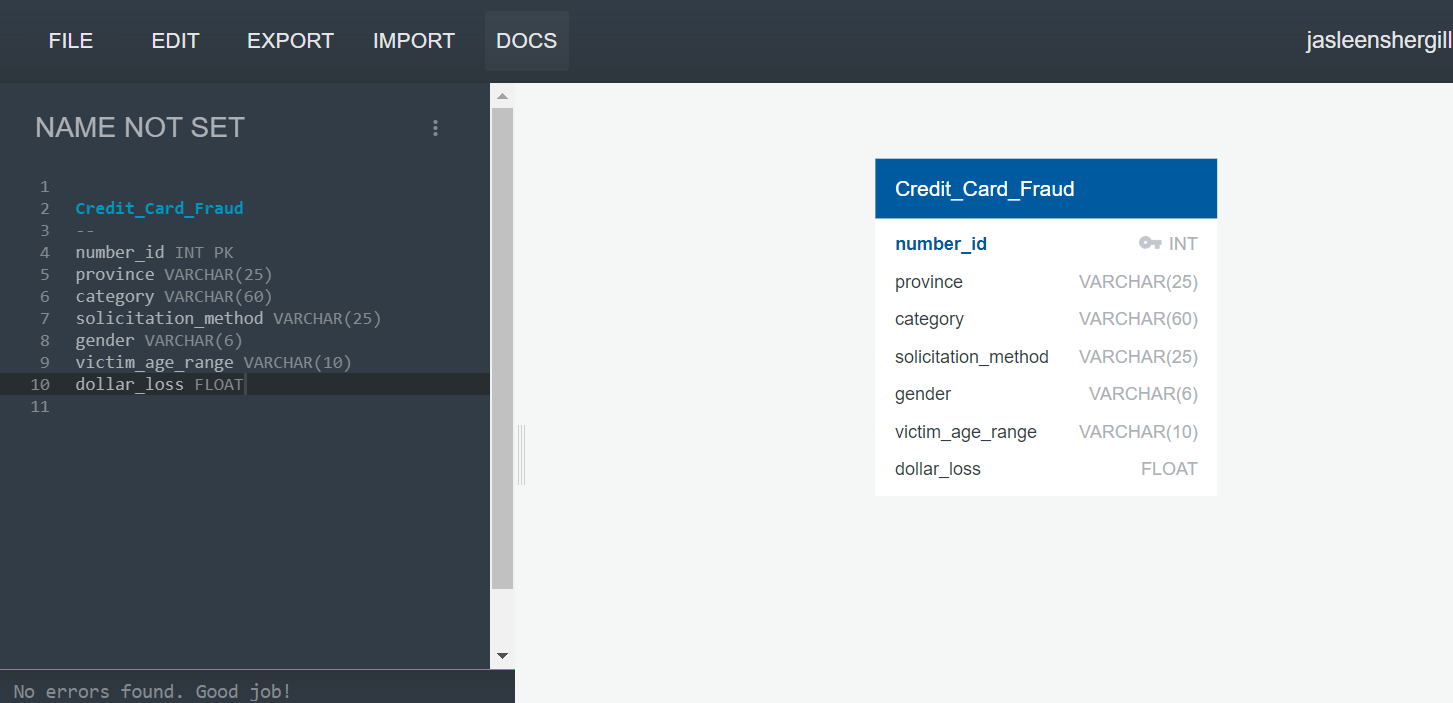 FILE EDIT EXPORT IMPORT DOCS jasleenshergill
NAME NOT SET
1
2 Credit_Card_Fraud
3 --
4 number_id INT PK
5 province VARCHAR(25)
6 category VARCHAR(60)
7 solicitation_method VARCHAR(25)
8 gender VARCHAR(6)
9 victim_age_range VARCHAR(10)
10 dollar_loss FLOAT
11
No errors found. Good job!
Credit_Card_Fraud
number_id INT
province VARCHAR(25)
category VARCHAR(60)
solicitation_method VARCHAR(25)
gender VARCHAR(6)
victim_age_range VARCHAR(10)
dollar_loss FLOAT